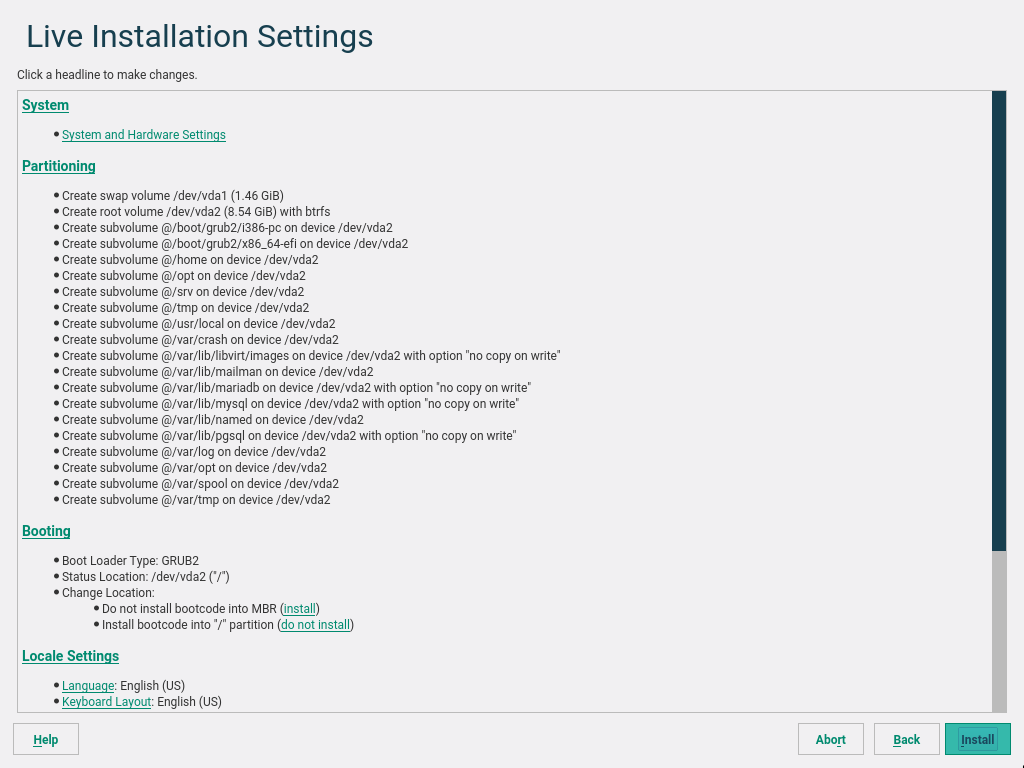 Live Installation Settings
Click a headline to make changes.
System
System and Hardware Settings
Partitioning
Create swap volume /dev/vda1 (1.46 GiB)
Create root volume /dev/vda2 (8.54 GiB) with btrfs
Create subvolume @/boot/grub2/i386-pc on device /dev/vda2
Create subvolume @/boot/grub2/x86_64-efi on device /dev/vda2
Create subvolume @/home on device /dev/vda2
Create subvolume @/opt on device /dev/vda2
Create subvolume @/srv on device /dev/vda2
Create subvolume @/tmp on device /dev/vda2
Create subvolume @/usr/local on device /dev/vda2
Create subvolume @/var/crash on device /dev/vda2
Create subvolume @/var/lib/libvirt/images on device /dev/vda2 with option "no copy on write"
Create subvolume @/var/lib/mailman on device /dev/vda2
Create subvolume @/var/lib/mariadb on device /dev/vda2 with option "no copy on write"
Create subvolume @/var/lib/mysql on device /dev/vda2 with option "no copy on write"
Create subvolume @/var/lib/named on device /dev/vda2
Create subvolume @/var/lib/pgsql on device /dev/vda2 with option "no copy on write"
Create subvolume @/var/log on device /dev/vda2
Create subvolume @/var/opt on device /dev/vda2
Create subvolume @/var/spool on device /dev/vda2
Create subvolume @/var/tmp on device /dev/vda2
Booting
Boot Loader Type: GRUB2
Status Location: /dev/vda2 ("/")
Change Location:
Do not install bootcode into MBR (install)
Install bootcode into "/" partition (do not install)
Locale Settings
Language: English (US)
Keyboard Layout: English (US)
Help Abort Back Install